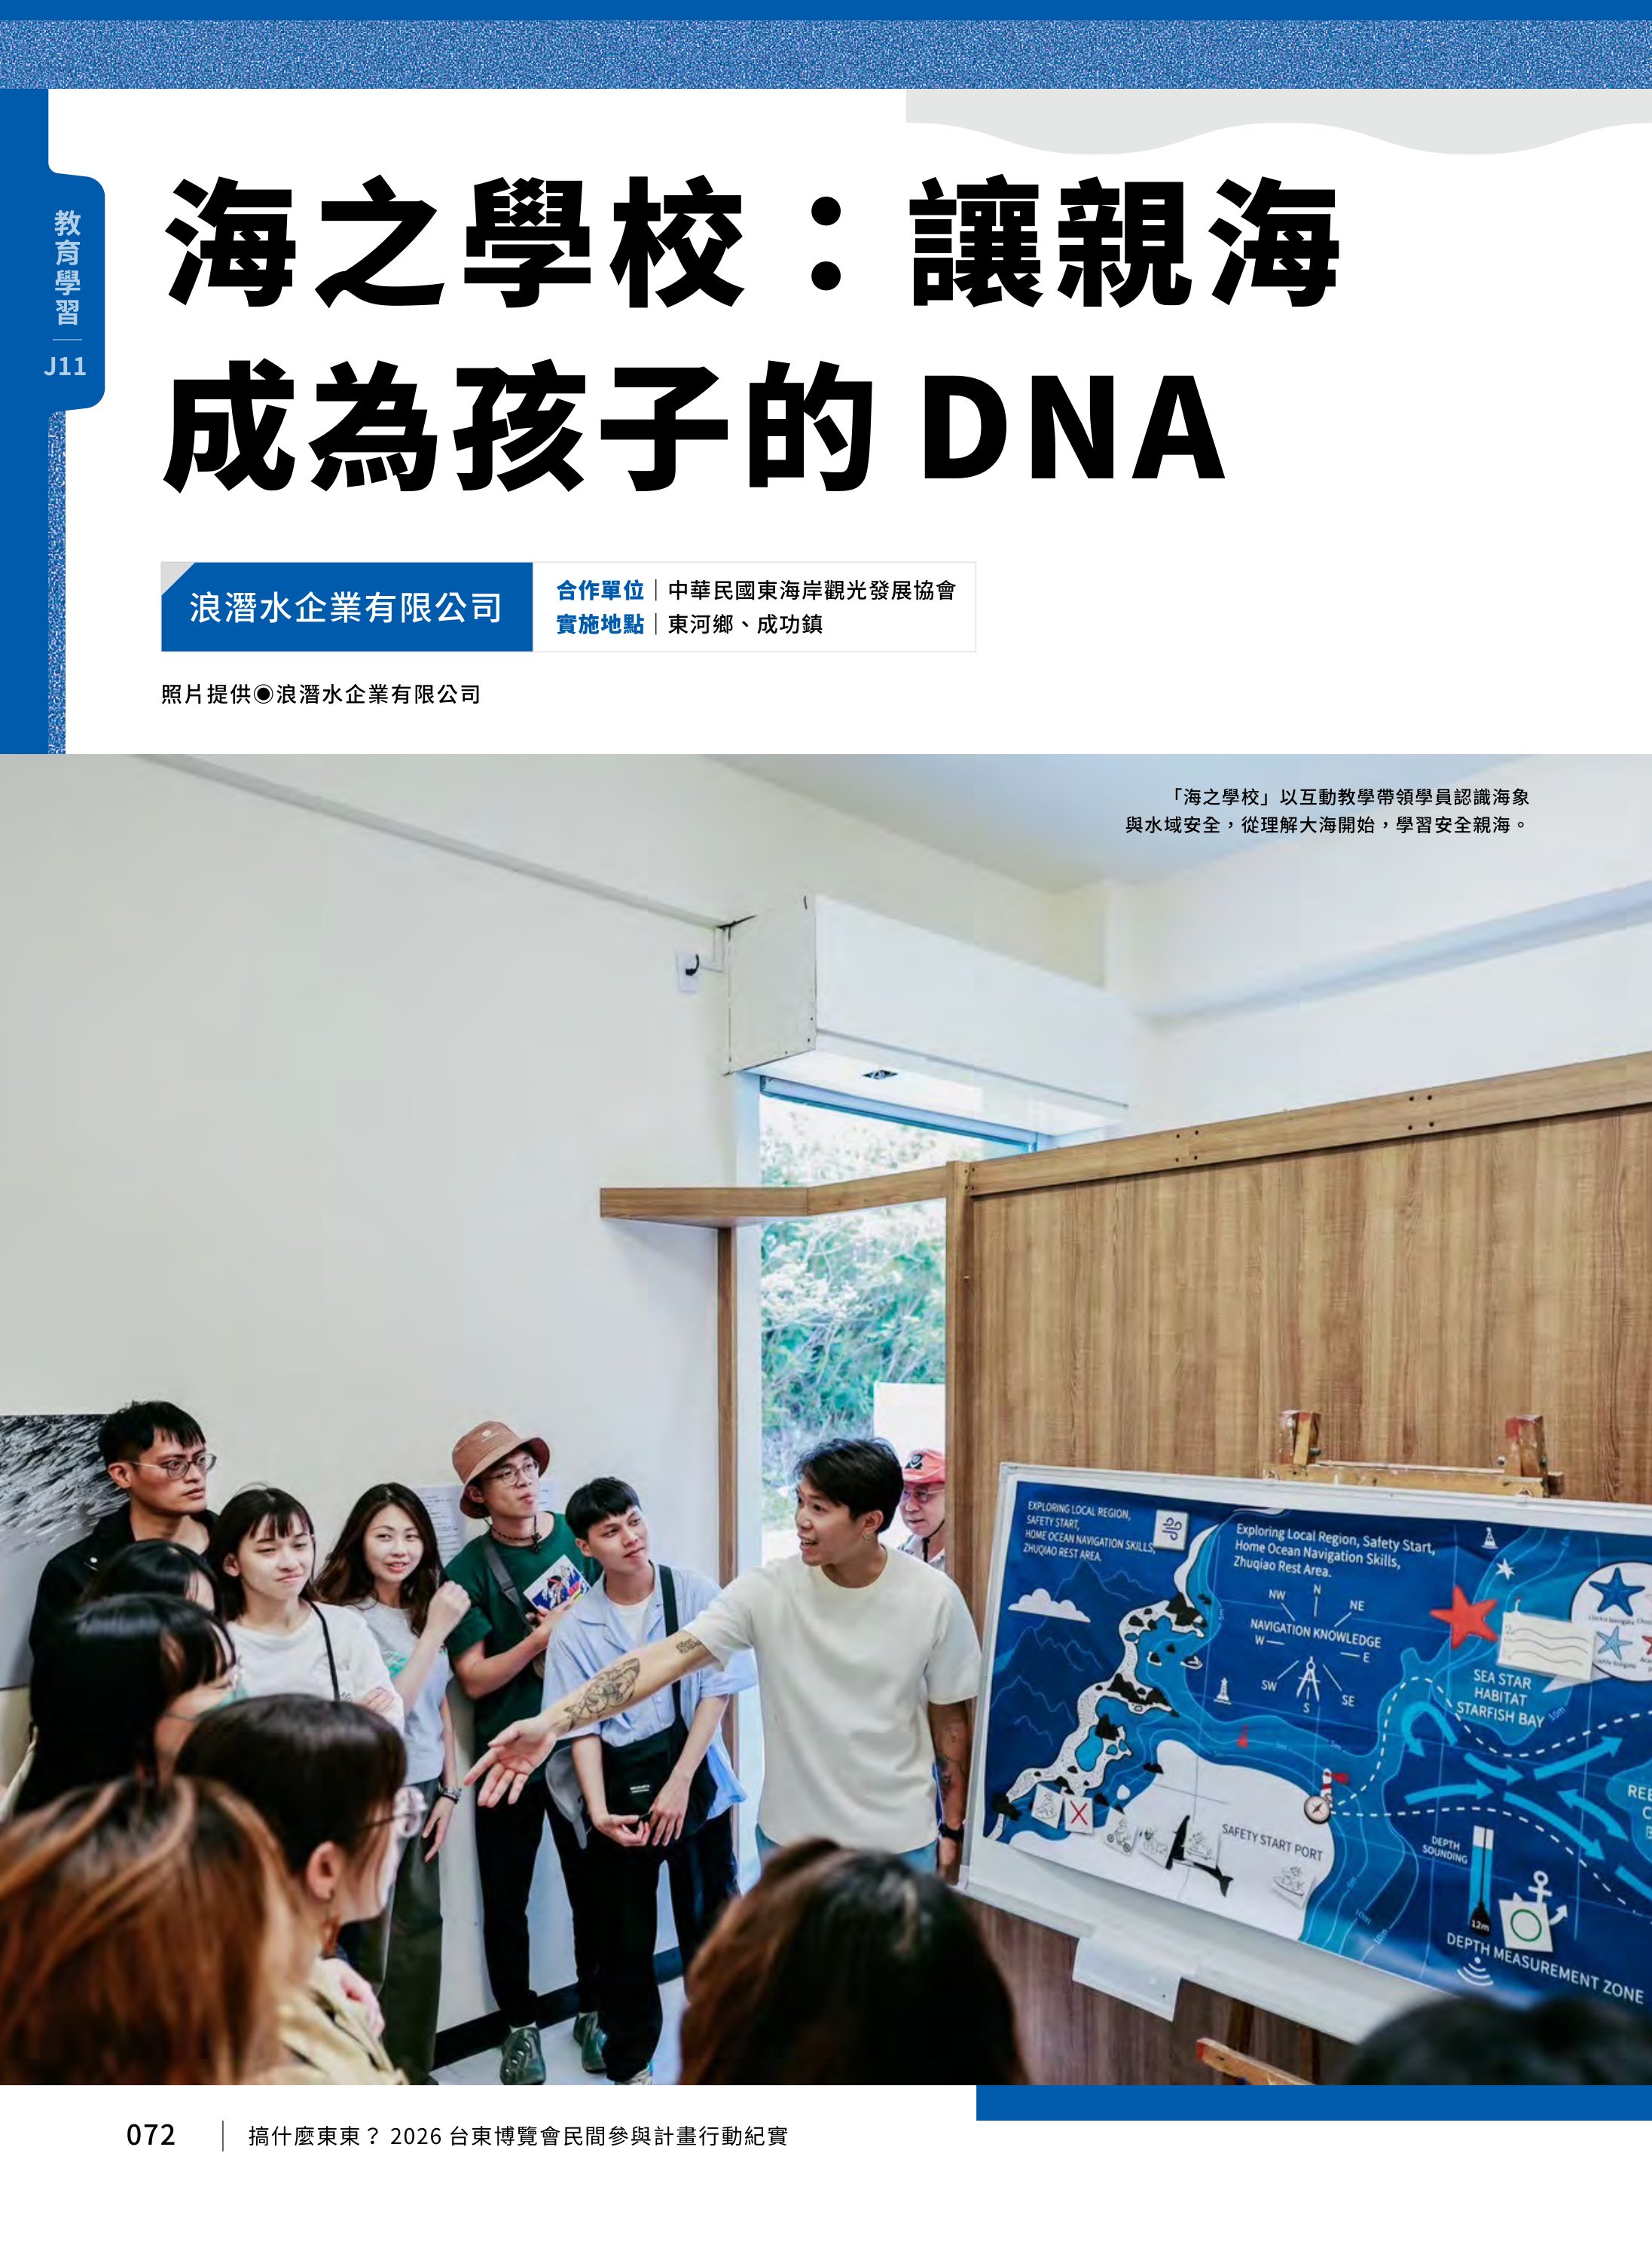 教育學習
J11
海之學校：讓親海
成為孩子的 DNA
浪潛水企業有限公司
合作單位｜中華民國東海岸觀光發展協會
實施地點｜東河鄉、成功鎮
照片提供◉浪潛水企業有限公司
「海之學校」以互動教學帶領學員認識海象
與水域安全，從理解大海開始，學習安全親海。
EXPLORING LOCAL REGION,
SAFETY START,
HOME OCEAN NAVIGATION SKILLS,
ZHUQIAO REST AREA.
Exploring Local Region, Safety Start,
Home Ocean Navigation Skills,
Zhuqiao Rest Area.
NW N NE
NAVIGATION KNOWLEDGE
W E
SW S SE
SEA STAR
HABITAT
STARFISH BAY
10m
SAFETY START PORT
DEPTH
SOUNDING
12m
10m
10m
DEPTH MEASUREMENT ZONE
072
搞什麼東東？ 2026 台東博覽會民間參與計畫行動紀實